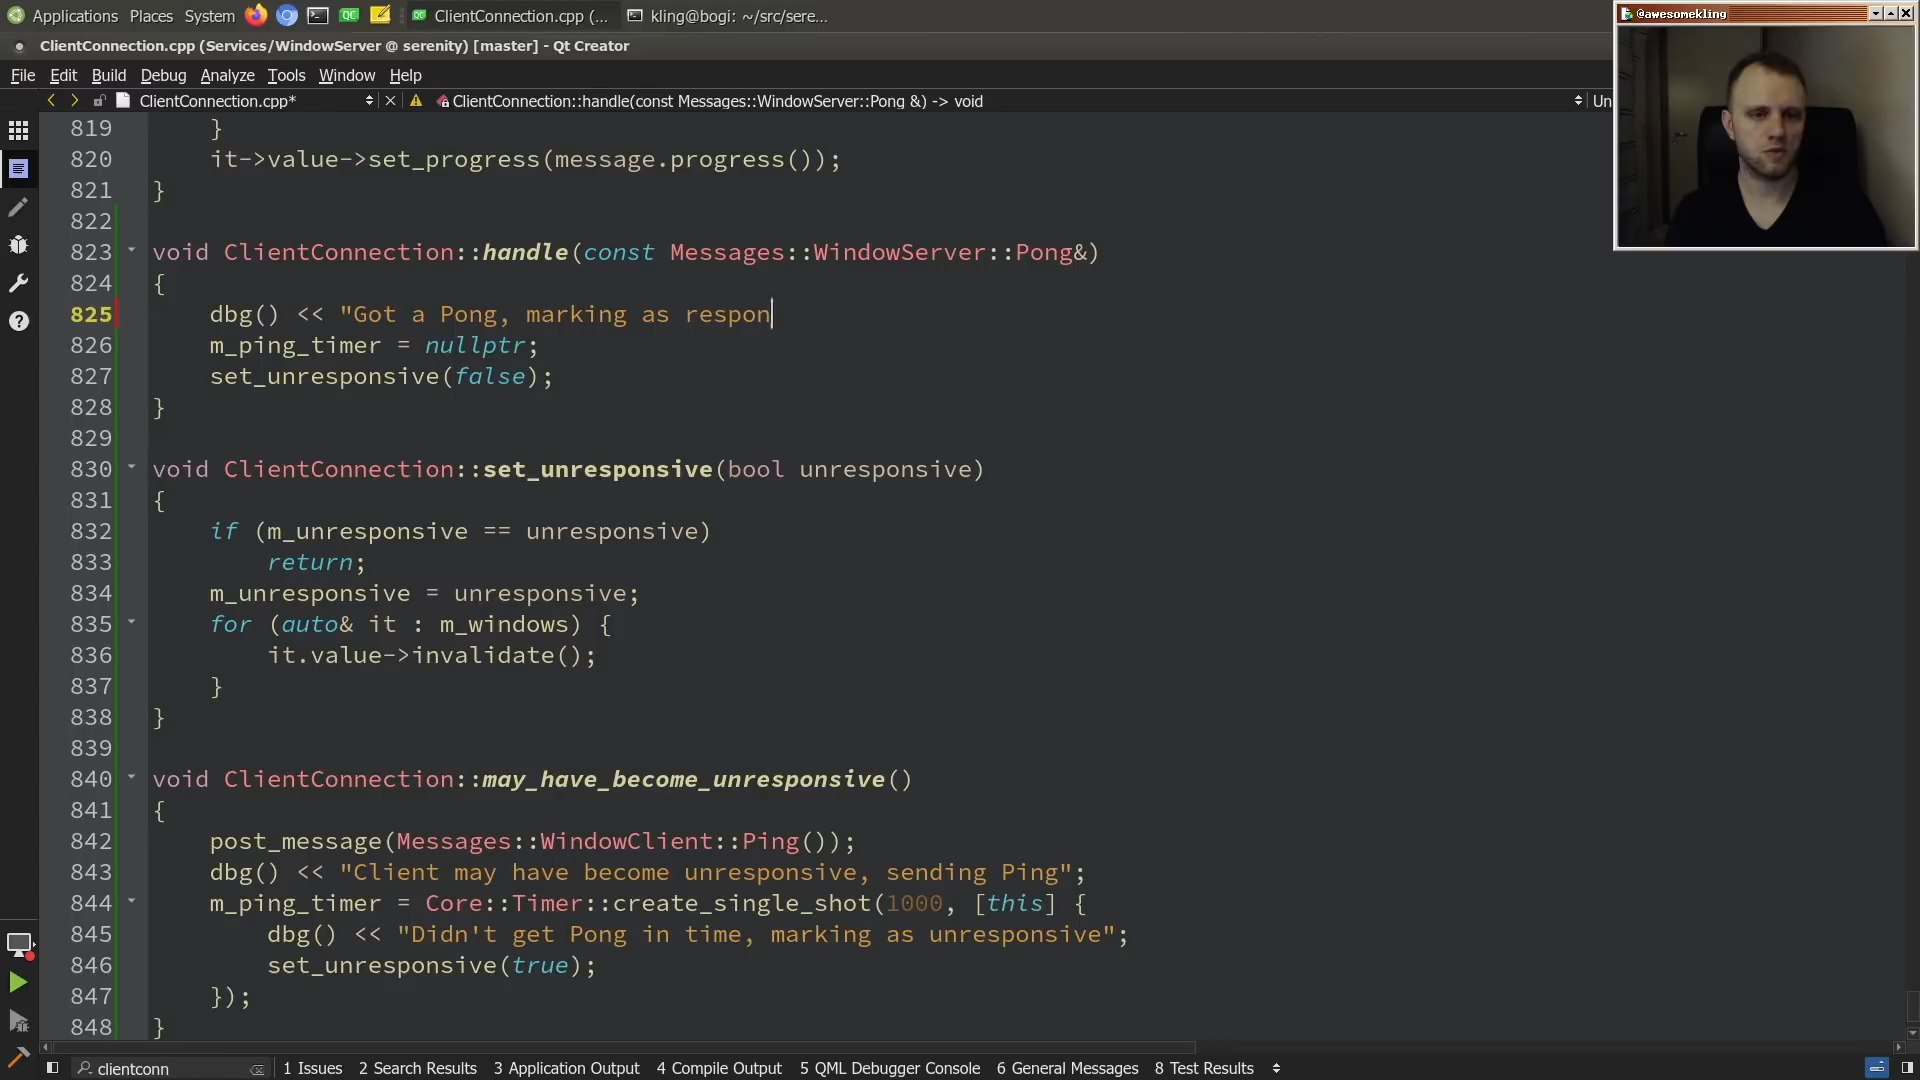 Applications Places System ClientConnection.cpp (... kling@bogi: ~/src/sere...
@awesomekling
ClientConnection.cpp (Services/WindowServer @ serenity) [master] - Qt Creator
File Edit Build Debug Analyze Tools Window Help
ClientConnection.cpp* ClientConnection::handle(const Messages::WindowServer::Pong &) -> void Un
819 }
820 it->value->set_progress(message.progress());
821 }
822
823 void ClientConnection::handle(const Messages::WindowServer::Pong&)
824 {
825 dbg() << "Got a Pong, marking as respon
826 m_ping_timer = nullptr;
827 set_unresponsive(false);
828 }
829
830 void ClientConnection::set_unresponsive(bool unresponsive)
831 {
832 if (m_unresponsive == unresponsive)
833 return;
834 m_unresponsive = unresponsive;
835 for (auto& it : m_windows) {
836 it.value->invalidate();
837 }
838 }
839
840 void ClientConnection::may_have_become_unresponsive()
841 {
842 post_message(Messages::WindowClient::Ping());
843 dbg() << "Client may have become unresponsive, sending Ping";
844 m_ping_timer = Core::Timer::create_single_shot(1000, [this] {
845 dbg() << "Didn't get Pong in time, marking as unresponsive";
846 set_unresponsive(true);
847 });
848 }
clientconn 1 Issues 2 Search Results 3 Application Output 4 Compile Output 5 QML Debugger Console 6 General Messages 8 Test Results